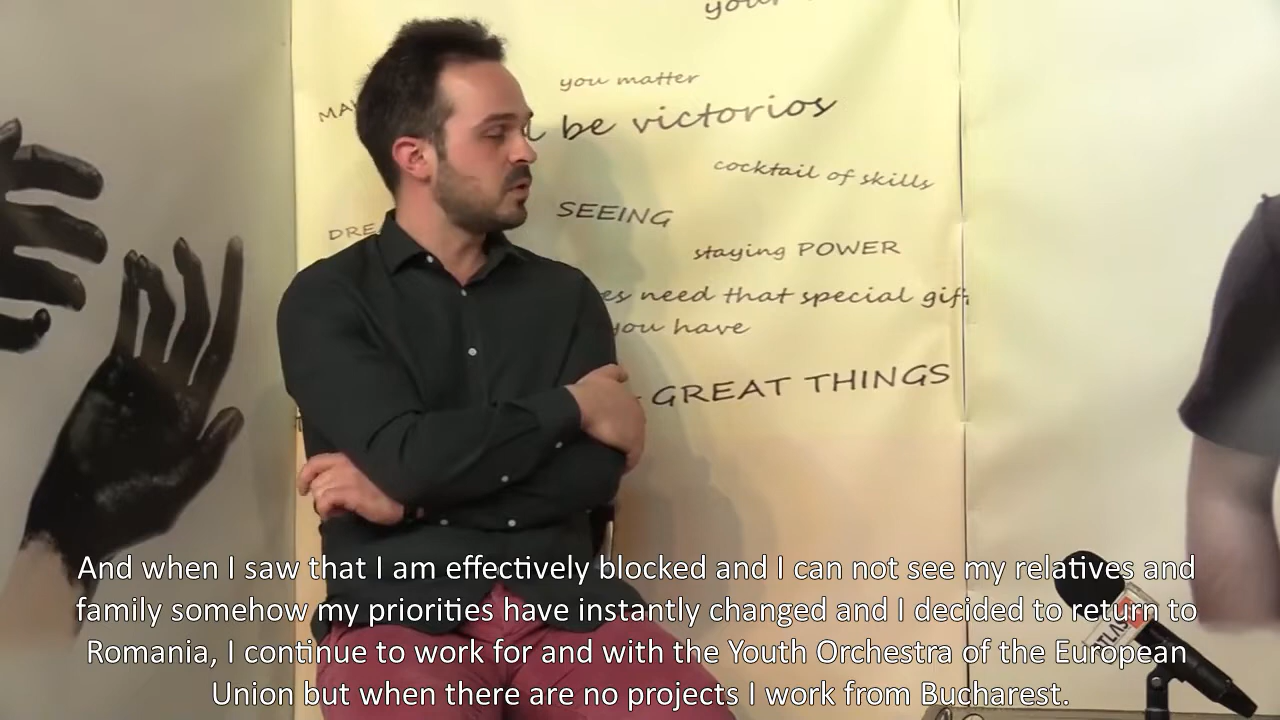 you matter
be victorios
cocktail of skills
SEEING
staying POWER
need that special gift
you have
GREAT THINGS
And when I saw that I am effectively blocked and I can not see my relatives and
family somehow my priorities have instantly changed and I decided to return to
Romania, I continue to work for and with the Youth Orchestra of the European
Union but when there are no projects I work from Bucharest.